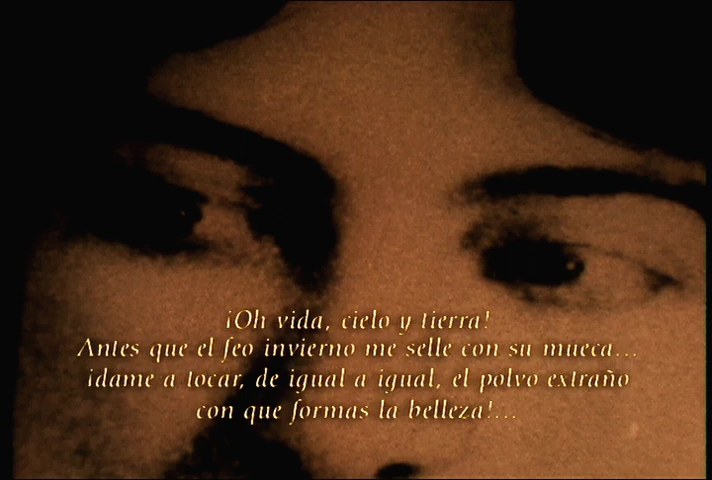 ¡Oh vida, cielo y tierra!
Antes que el feo invierno me selle con su mueca...
¡dame a tocar, de igual a igual, el polvo extraño
con que formas la belleza!...